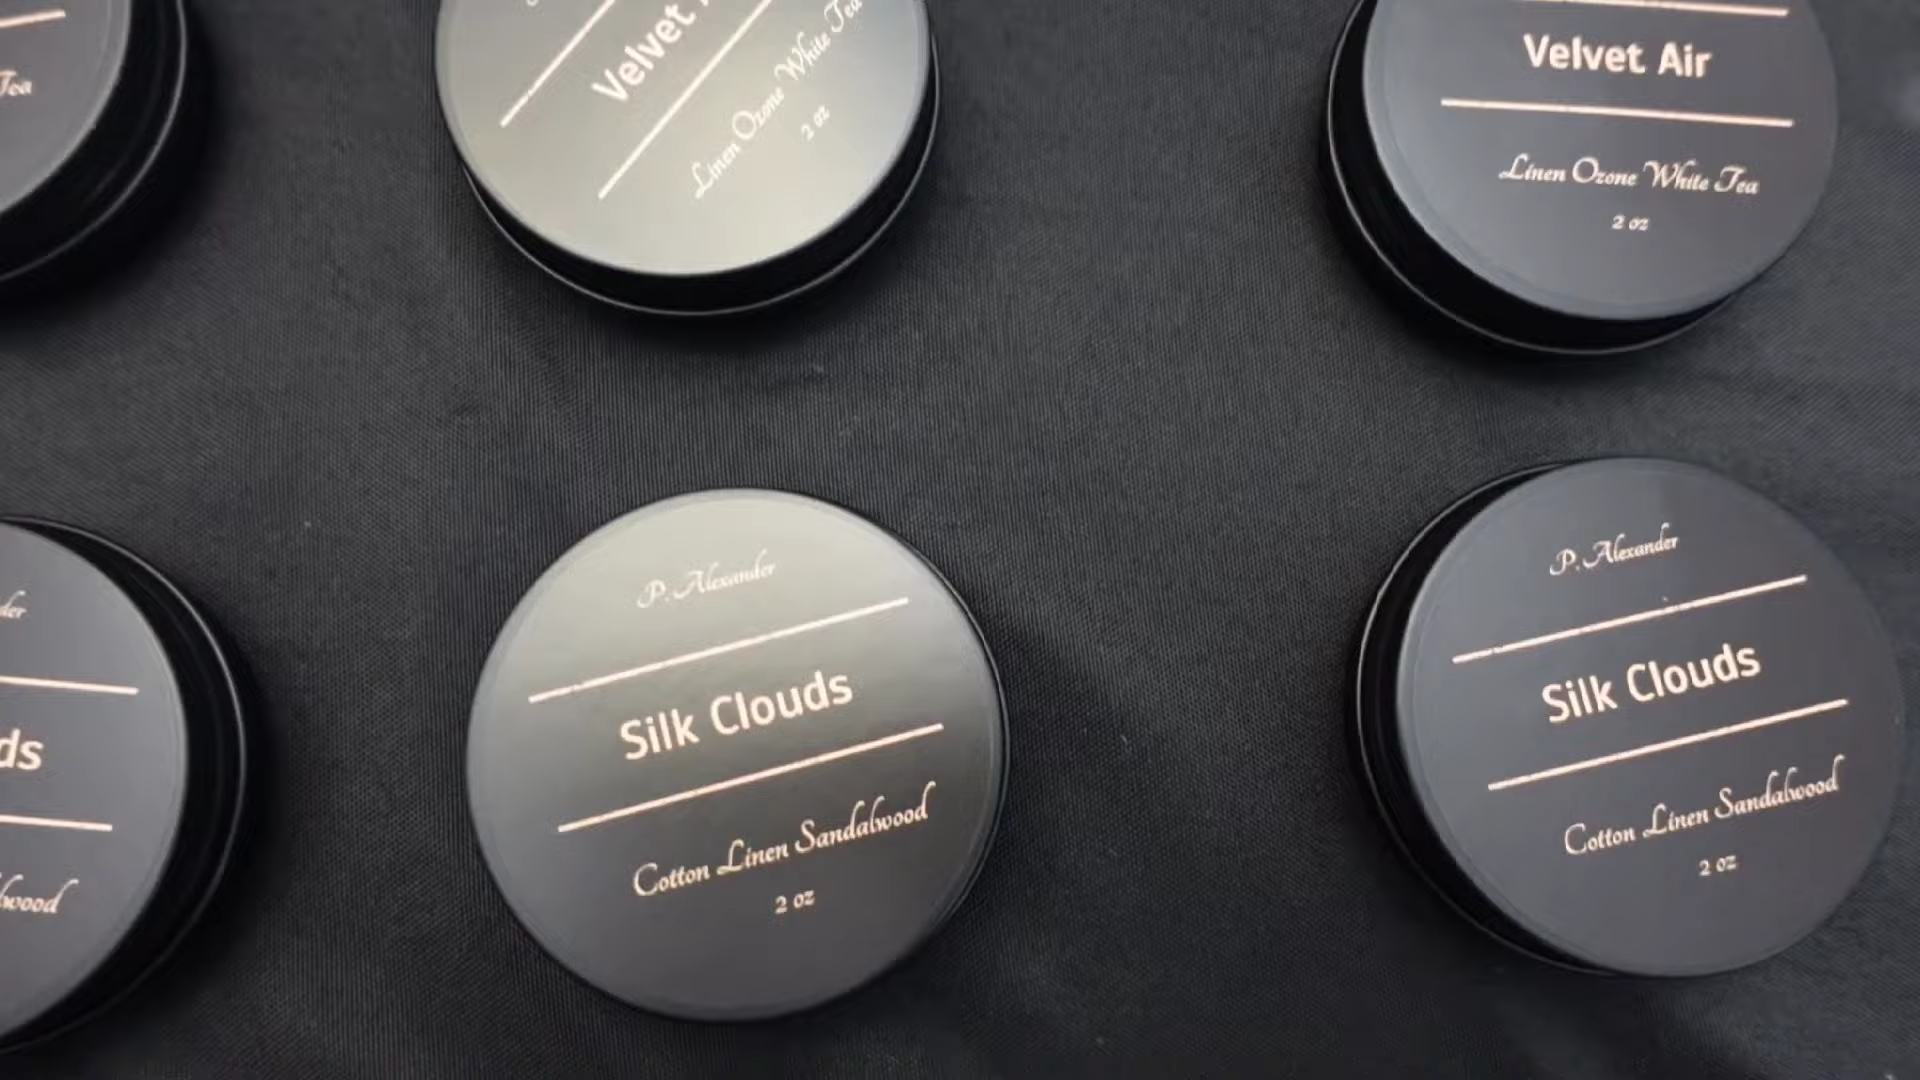 Tea
Velvet
Linen Ozone White Tea
2 oz
Velvet Air
Linen Ozone White Tea
2 oz
P. Alexander
Silk Clouds
Cotton Linen Sandalwood
2 oz
P. Alexander
Silk Clouds
Cotton Linen Sandalwood
2 oz